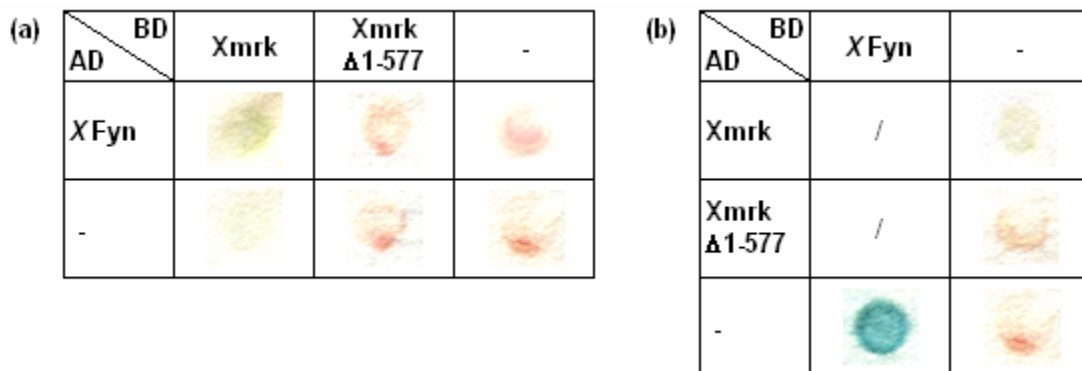 (a)
BD
AD
Xmrk
Xmrk
Δ1-577
-
XFyn
-
(b)
BD
AD
XFyn
-
Xmrk
/
Xmrk
Δ1-577
/
-